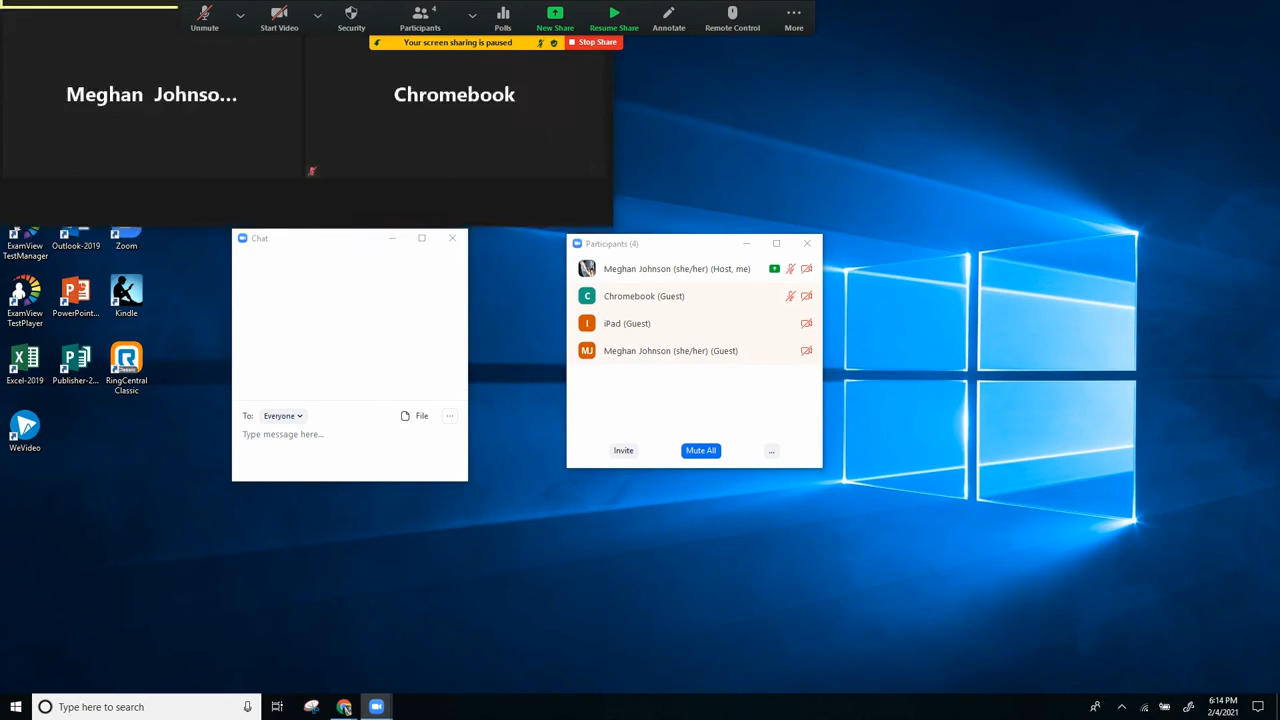 Unmute
Start Video
Security
Participants
4
Polls
New Share
Resume Share
Annotate
Remote Control
More
Your screen sharing is paused
Stop Share
Meghan Johnso...
Chromebook
ExamView
TestManager
Outlook-2019
Zoom
ExamView
TestPlayer
PowerPoint...
Kindle
Excel-2019
Publisher-2...
RingCentral
Classic
WeVideo
Chat
To: Everyone
File
Type message here...
Participants (4)
Meghan Johnson (she/her) (Host, me)
C Chromebook (Guest)
I iPad (Guest)
MJ Meghan Johnson (she/her) (Guest)
Invite
Mute All
...
Type here to search
6:14 PM
2/4/2021